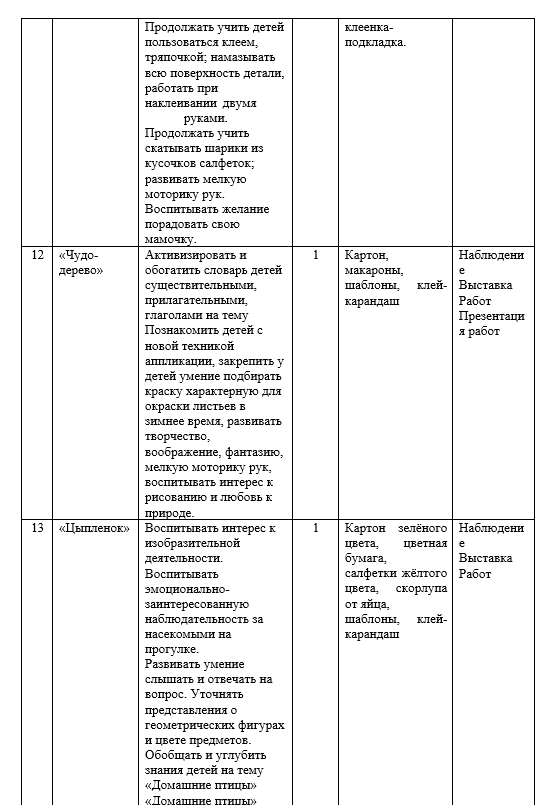 Продолжать учить детей
пользоваться клеем,
тряпочкой; намазывать
всю поверхность детали,
работать при
наклеивании двумя
руками.
Продолжать учить
скатывать шарики из
кусочков салфеток;
развивать мелкую
моторику рук.
Воспитывать желание
порадовать свою
мамочку.
клеенка-
подкладка.
12
«Чудо-
дерево»
Активизировать и
обогатить словарь детей
существительными,
прилагательными,
глаголами на тему
Познакомить детей с
новой техникой
аппликации, закрепить у
детей умение подбирать
краску характерную для
окраски листьев в
зимнее время, развивать
творчество,
воображение, фантазию,
мелкую моторику рук,
воспитывать интерес к
рисованию и любовь к
природе.
1
Картон,
макароны,
шаблоны, клей-
карандаш
Наблюдени
е
Выставка
Работ
Презентаци
я работ
13
«Цыпленок»
Воспитывать интерес к
изобразительной
деятельности.
Воспитывать
эмоционально-
заинтересованную
наблюдательность за
насекомыми на
прогулке.
Развивать умение
слышать и отвечать на
вопрос. Уточнять
представления о
геометрических фигурах
и цвете предметов.
Обобщать и углубить
знания детей на тему
«Домашние птицы»
«Домашние птицы»
1
Картон зелёного
цвета, цветная
бумага,
салфетки жёлтого
цвета, скорлупа
от яйца,
шаблоны, клей-
карандаш
Наблюдени
е
Выставка
Работ